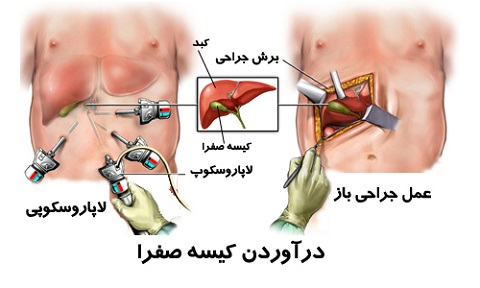 کبد
برش جراحی
کیسه صفرا
لاپاروسکوپ
عمل جراحی باز
لاپاروسکوپی
درآوردن کیسه صفرا